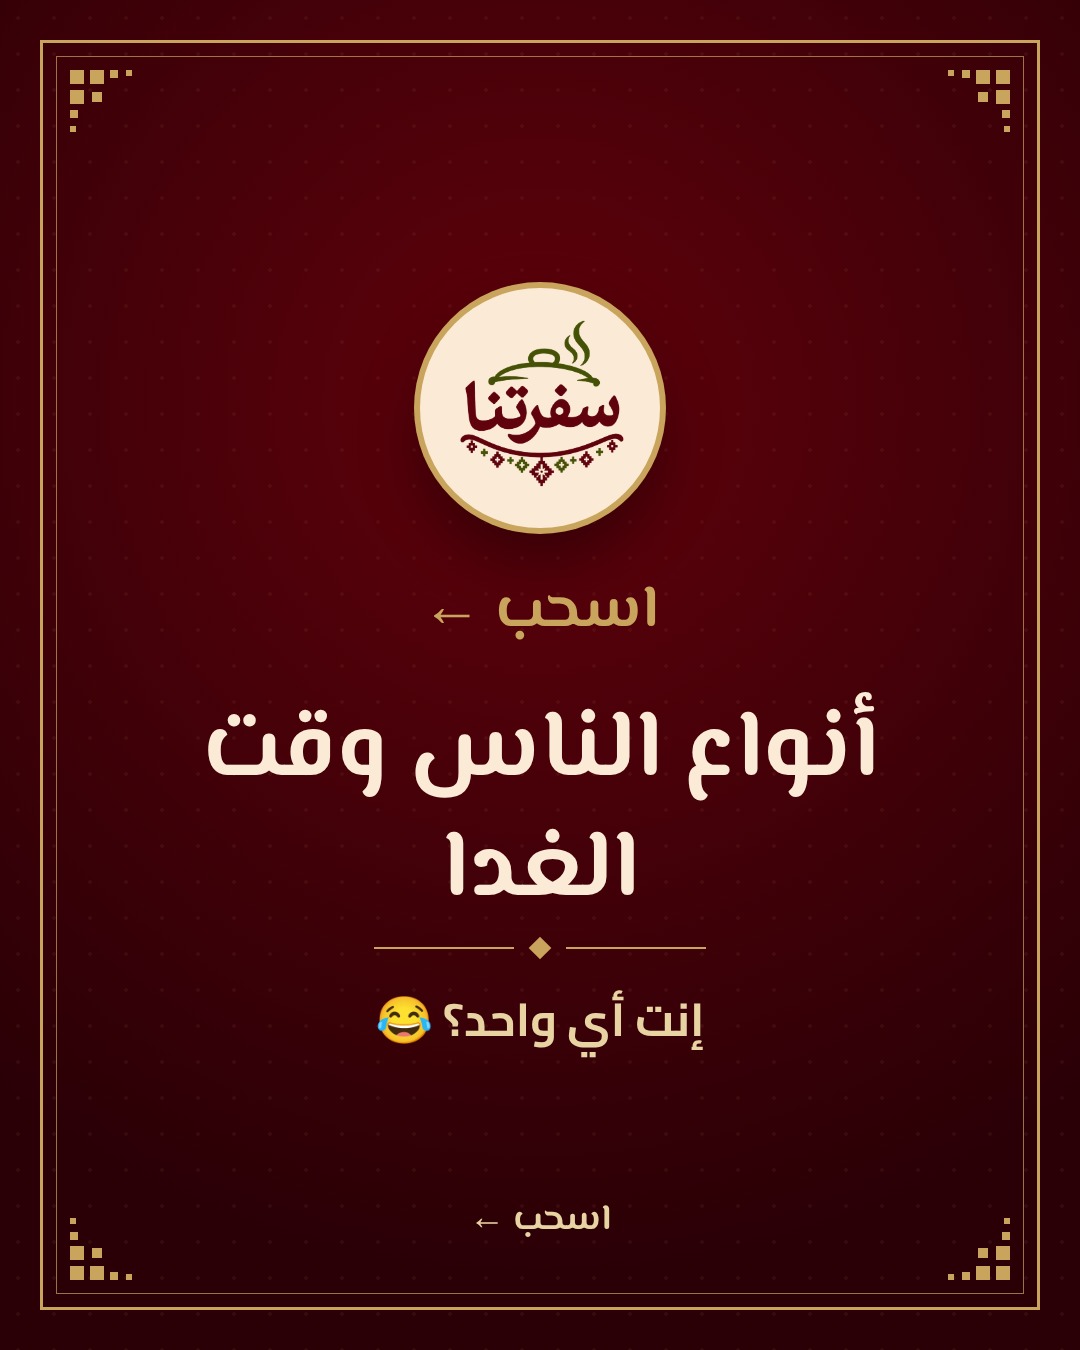 سفرتنا
اسحب ←
أنواع الناس وقت
الغدا
إنت أي واحد؟ 😂
اسحب ←